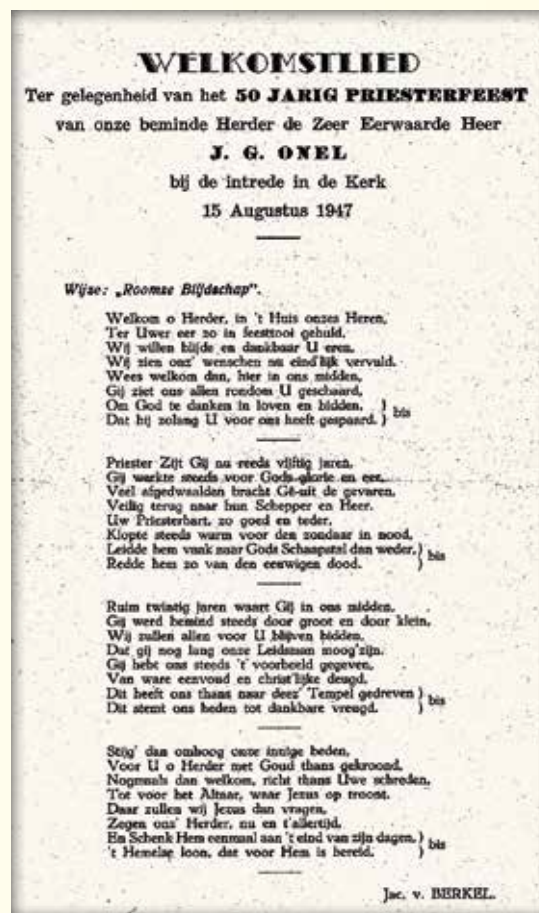 WELKOMSTLIED
Ter gelegenheid van het 50 JARIG PRIESTERFEEST
van onze beminde Herder de Zeer Eerwaarde Heer
J. G. ONEL
bij de intrede in de Kerk
15 Augustus 1947
Wijze: „Roomse Blijdschap".
Welkom o Herder, in 't Huis onzes Heren,
Ter Uwer eer zo in feesttooi gehuld,
Wij willen blijde en dankbaar U eren,
Wij zien onz' wenschen nu eind'lijk vervuld.
Wees welkom dan, hier in ons midden,
Gij ziet ons allen rondom U geschaard,
Om God te danken in loven en bidden, }
Dat hij zolang U voor ons heeft gespaard. } bis
Priester Zijt Gij nu reeds vijftig jaren,
Gij werkte steeds voor Gods glorie en eer,
Veel afgedwaalden bracht Gê uit de gevaren,
Veilig terug naar hun Schepper en Heer.
Uw Priesterhart, zo goed en teder,
Klopte steeds warm voor den zondaar in nood,
Leidde hem vaak naar Gods Schaapstal dan weder, }
Redde hem zo van den eeuwigen dood. } bis
Ruim twintig jaren waart Gij in ons midden,
Gij werd bemind steeds door groot en door klein,
Wij zullen allen voor U blijven bidden,
Dat gij nog lang onze Leidsman moog'zijn.
Gij hebt ons steeds 't' voorbeeld gegeven,
Van ware eenvoud en christ'lijke deugd,
Dit heeft ons thans naar deez' Tempel gedreven }
Dit stemt ons heden tot dankbare vreugd. } bis
Stijg' dan omhoog onze innige beden,
Voor U o Herder met Goud thans gekroond,
Nogmaals dan welkom, richt thans Uwe schreden,
Tot voor het Altaar, waar Jezus op troont.
Daar zullen wij Jezus dan vragen,
Zegen onz' Herder, nu en t'allertijd,
En Schenk Hem eenmaal aan 't eind van zijn dagen, }
't Hemelse loon, dat voor Hem is bereid. } bis
Jac. v. BERKEL.